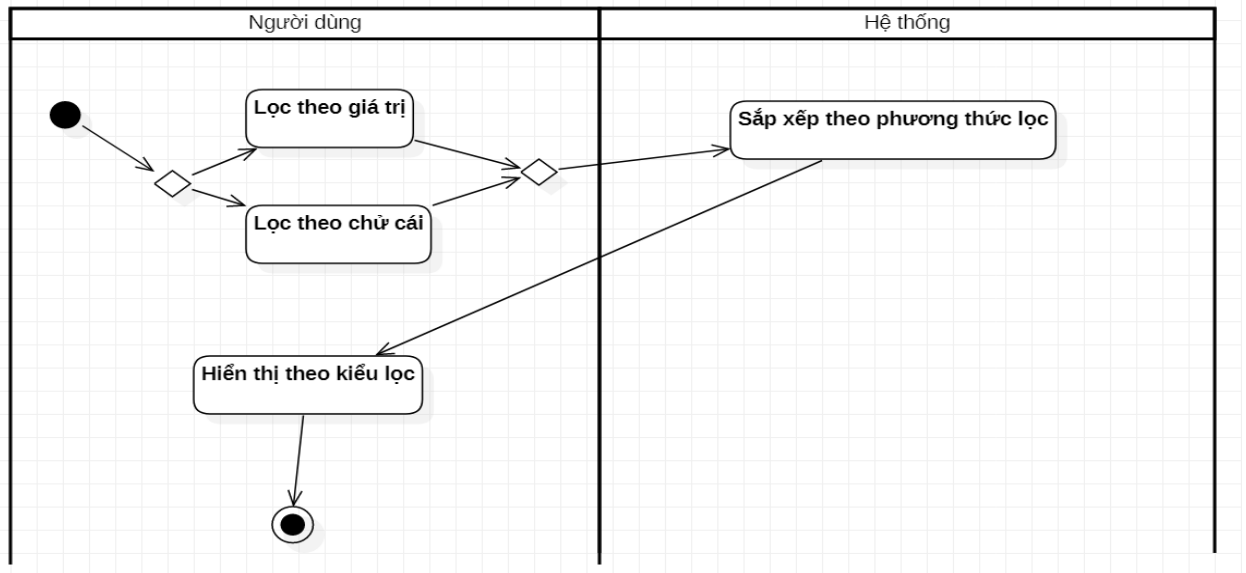 Người dùng
Hệ thống
Lọc theo giá trị
Sắp xếp theo phương thức lọc
Lọc theo chử cái
Hiển thị theo kiểu lọc